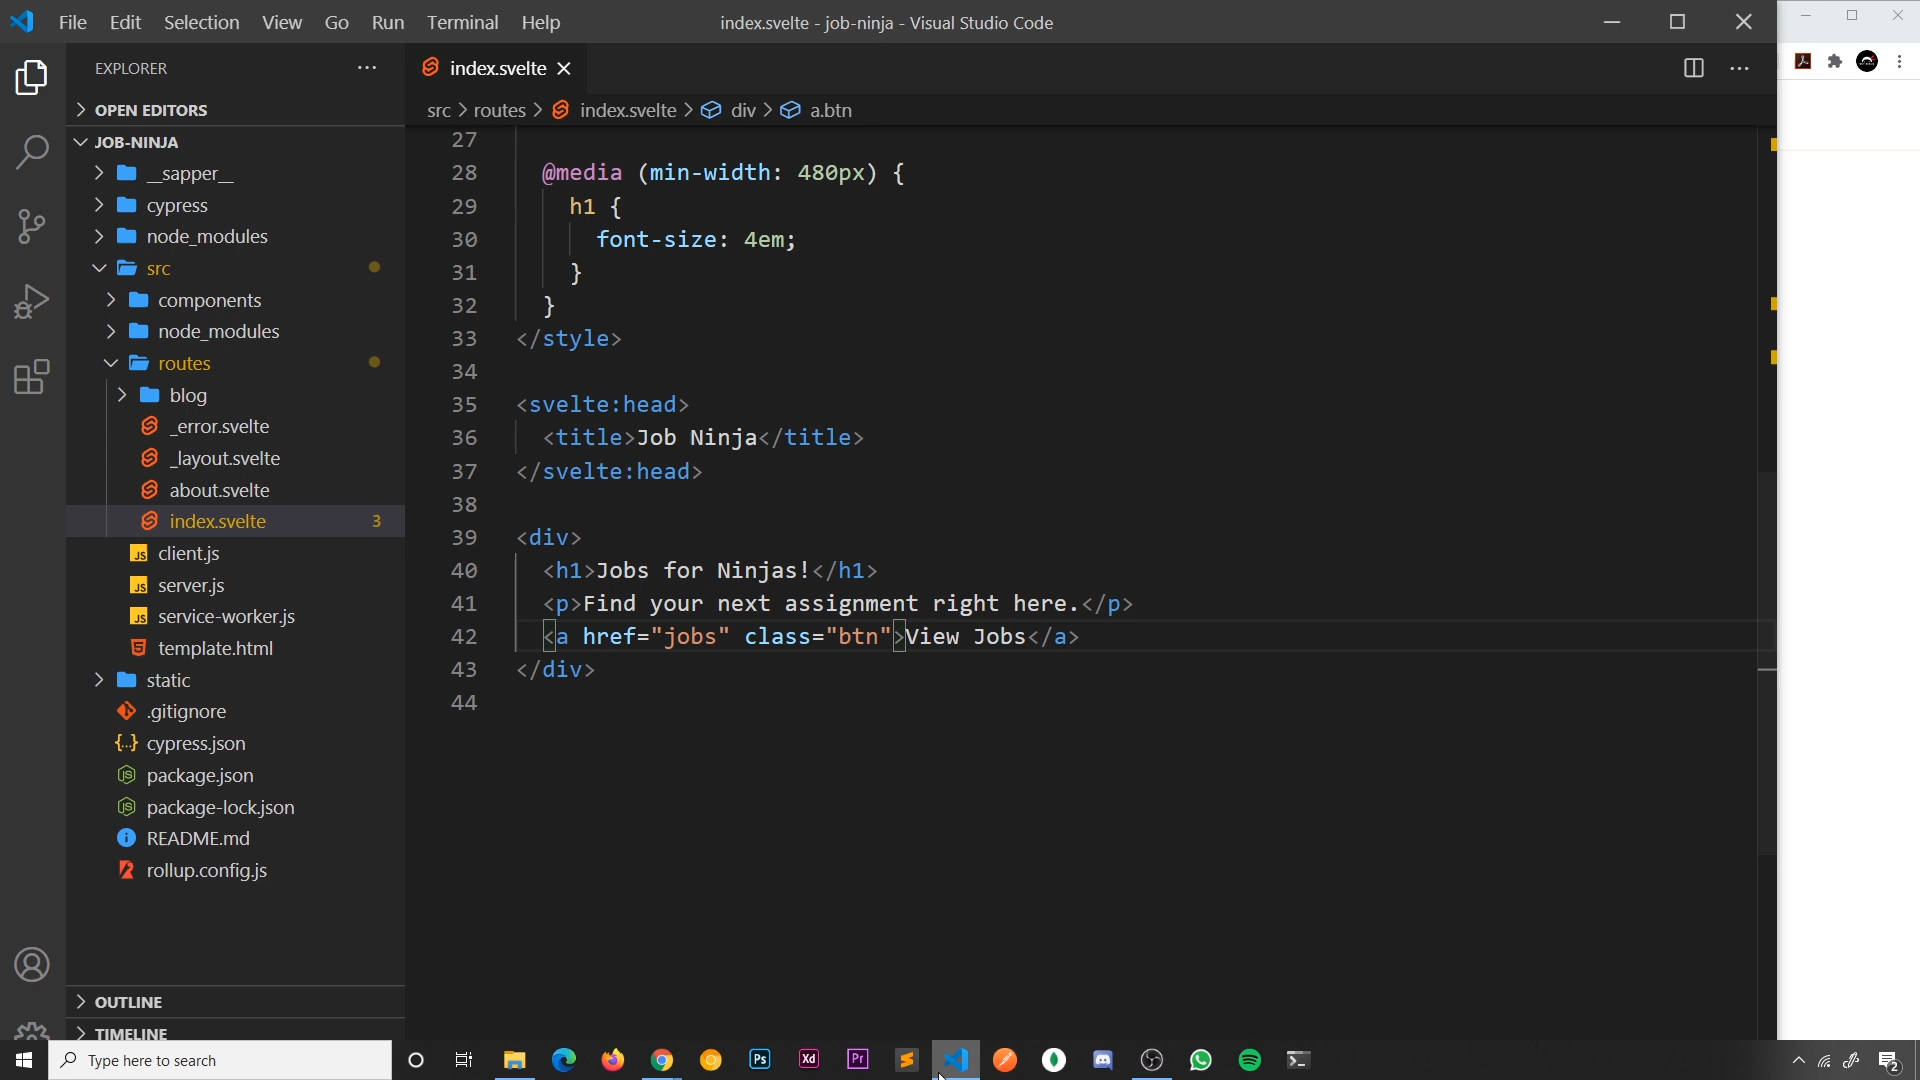 File Edit Selection View Go Run Terminal Help
index.svelte - job-ninja - Visual Studio Code
EXPLORER
OPEN EDITORS
JOB-NINJA
__sapper__
cypress
node_modules
src
components
node_modules
routes
blog
_error.svelte
_layout.svelte
about.svelte
index.svelte 3
client.js
server.js
service-worker.js
template.html
static
.gitignore
cypress.json
package.json
package-lock.json
README.md
rollup.config.js
OUTLINE
TIMELINE
index.svelte
src > routes > index.svelte > div > a.btn
27
28 @media (min-width: 480px) {
29 h1 {
30 font-size: 4em;
31 }
32 }
33 </style>
34
35 <svelte:head>
36 <title>Job Ninja</title>
37 </svelte:head>
38
39 <div>
40 <h1>Jobs for Ninjas!</h1>
41 <p>Find your next assignment right here.</p>
42 <a href="jobs" class="btn">View Jobs</a>
43 </div>
44
Type here to search
Ps
Xd
Pr
2